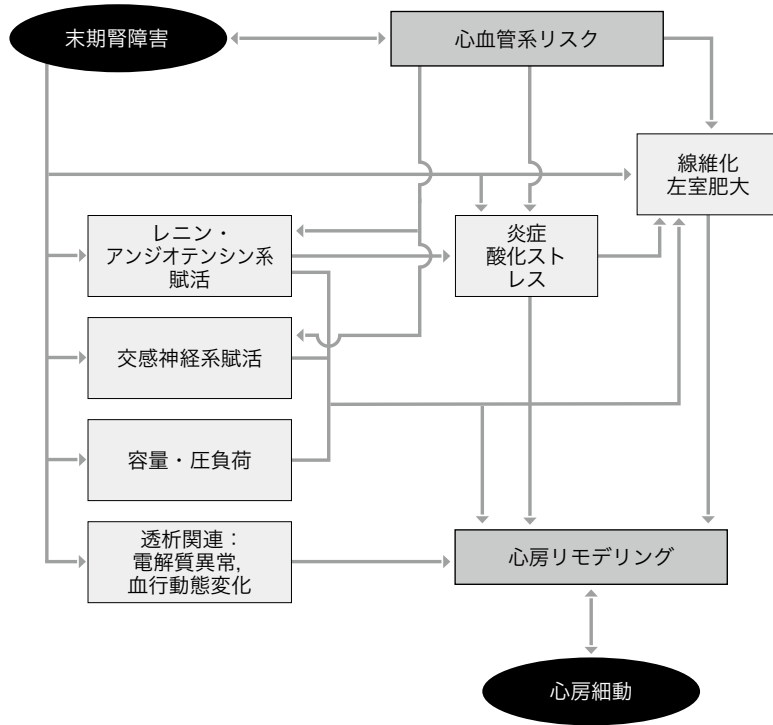 末期腎障害
心血管系リスク
線維化
左室肥大
レニン・
アンジオテンシン系
賦活
炎症
酸化スト
レス
交感神経系賦活
容量・圧負荷
透析関連：
電解質異常,
血行動態変化
心房リモデリング
心房細動